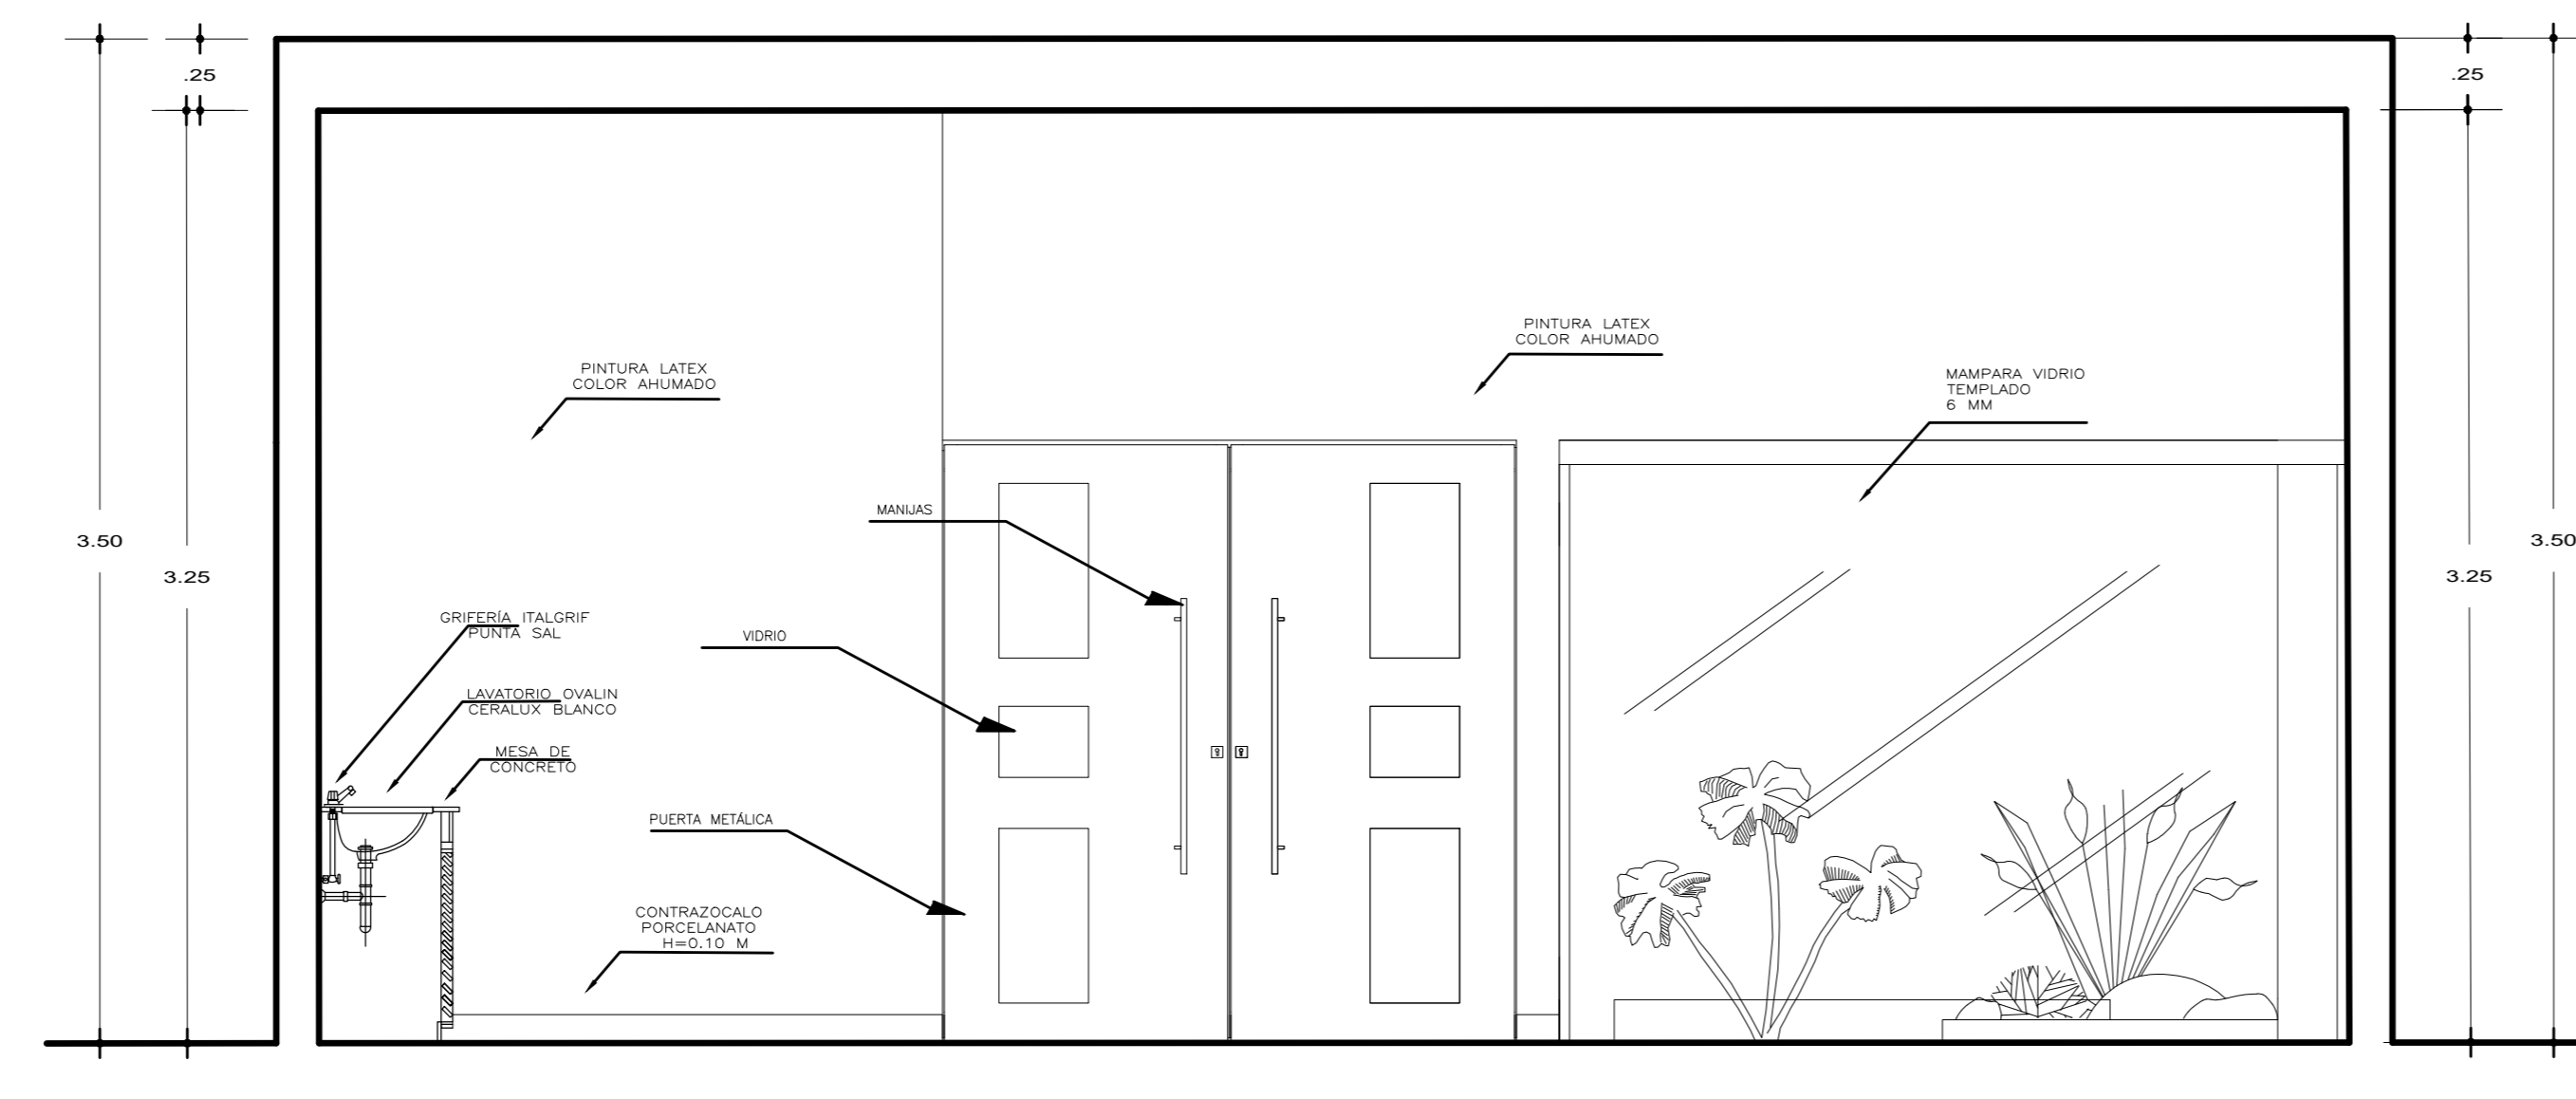 .25
.25
PINTURA LATEX
COLOR AHUMADO
PINTURA LATEX
COLOR AHUMADO
MAMPARA VIDRIO
TEMPLADO
6 MM
MANIJAS
3.50
3.25
3.50
3.25
GRIFERÍA ITALGRIF
PUNTA SAL
VIDRIO
LAVATORIO OVALIN
CERALUX BLANCO
MESA DE
CONCRETO
PUERTA METÁLICA
CONTRAZOCALO
PORCELANATO
H=0.10 M